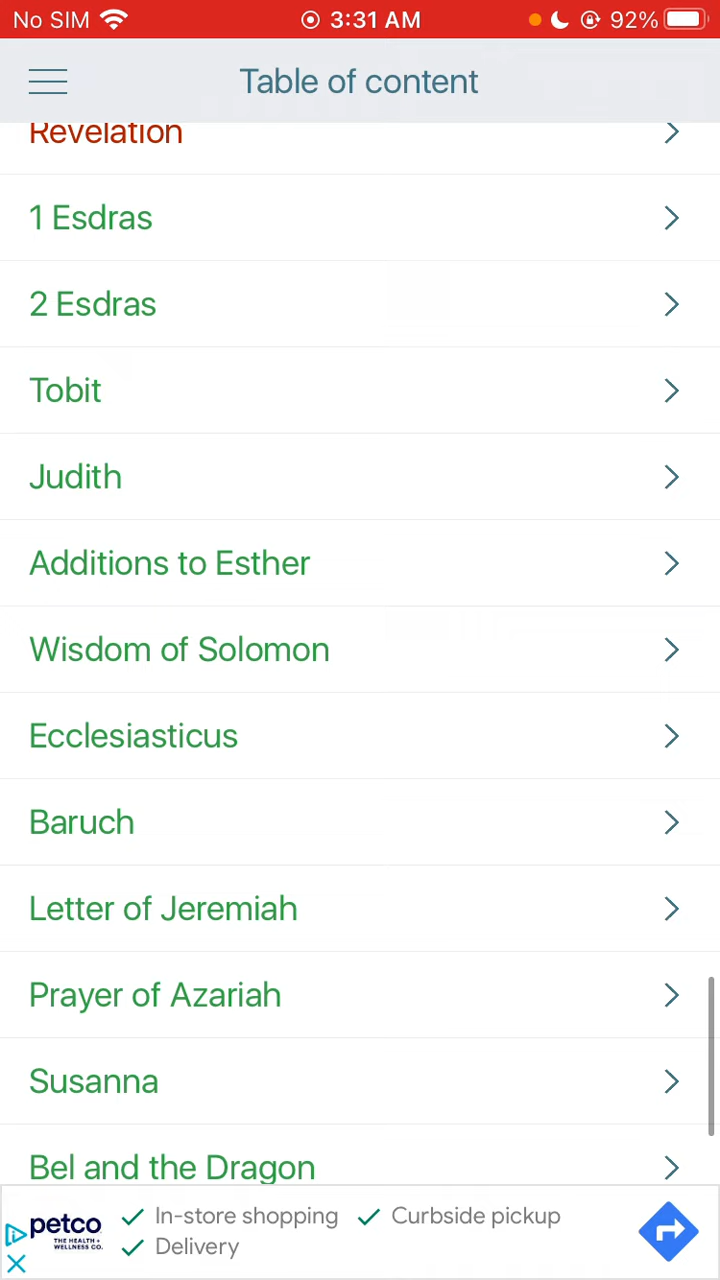 No SIM 3:31 AM 92%
Table of content
Revelation
1 Esdras
2 Esdras
Tobit
Judith
Additions to Esther
Wisdom of Solomon
Ecclesiasticus
Baruch
Letter of Jeremiah
Prayer of Azariah
Susanna
Bel and the Dragon
petco
THE HEALTH +
WELLNESS CO.
In-store shopping Curbside pickup
Delivery